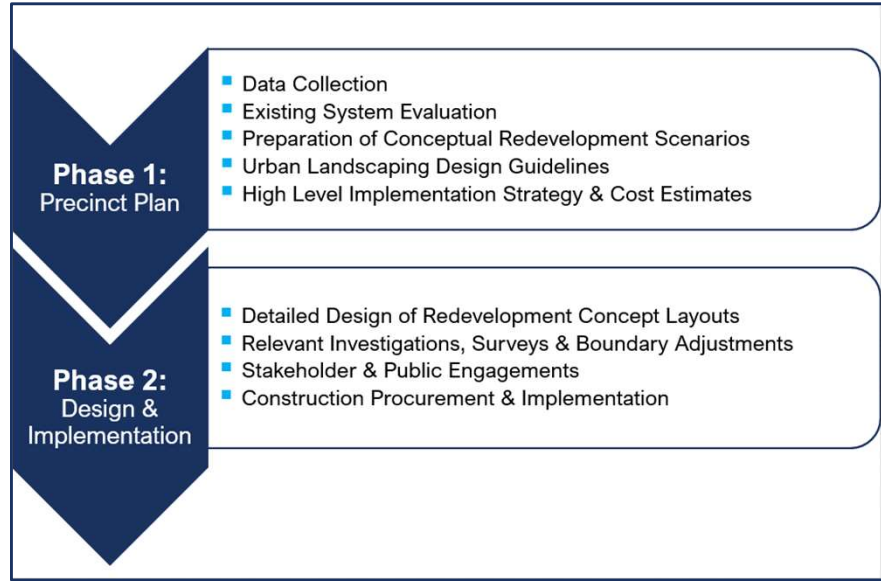 Phase 1:
Precinct Plan
Data Collection
Existing System Evaluation
Preparation of Conceptual Redevelopment Scenarios
Urban Landscaping Design Guidelines
High Level Implementation Strategy & Cost Estimates
Phase 2:
Design &
Implementation
Detailed Design of Redevelopment Concept Layouts
Relevant Investigations, Surveys & Boundary Adjustments
Stakeholder & Public Engagements
Construction Procurement & Implementation